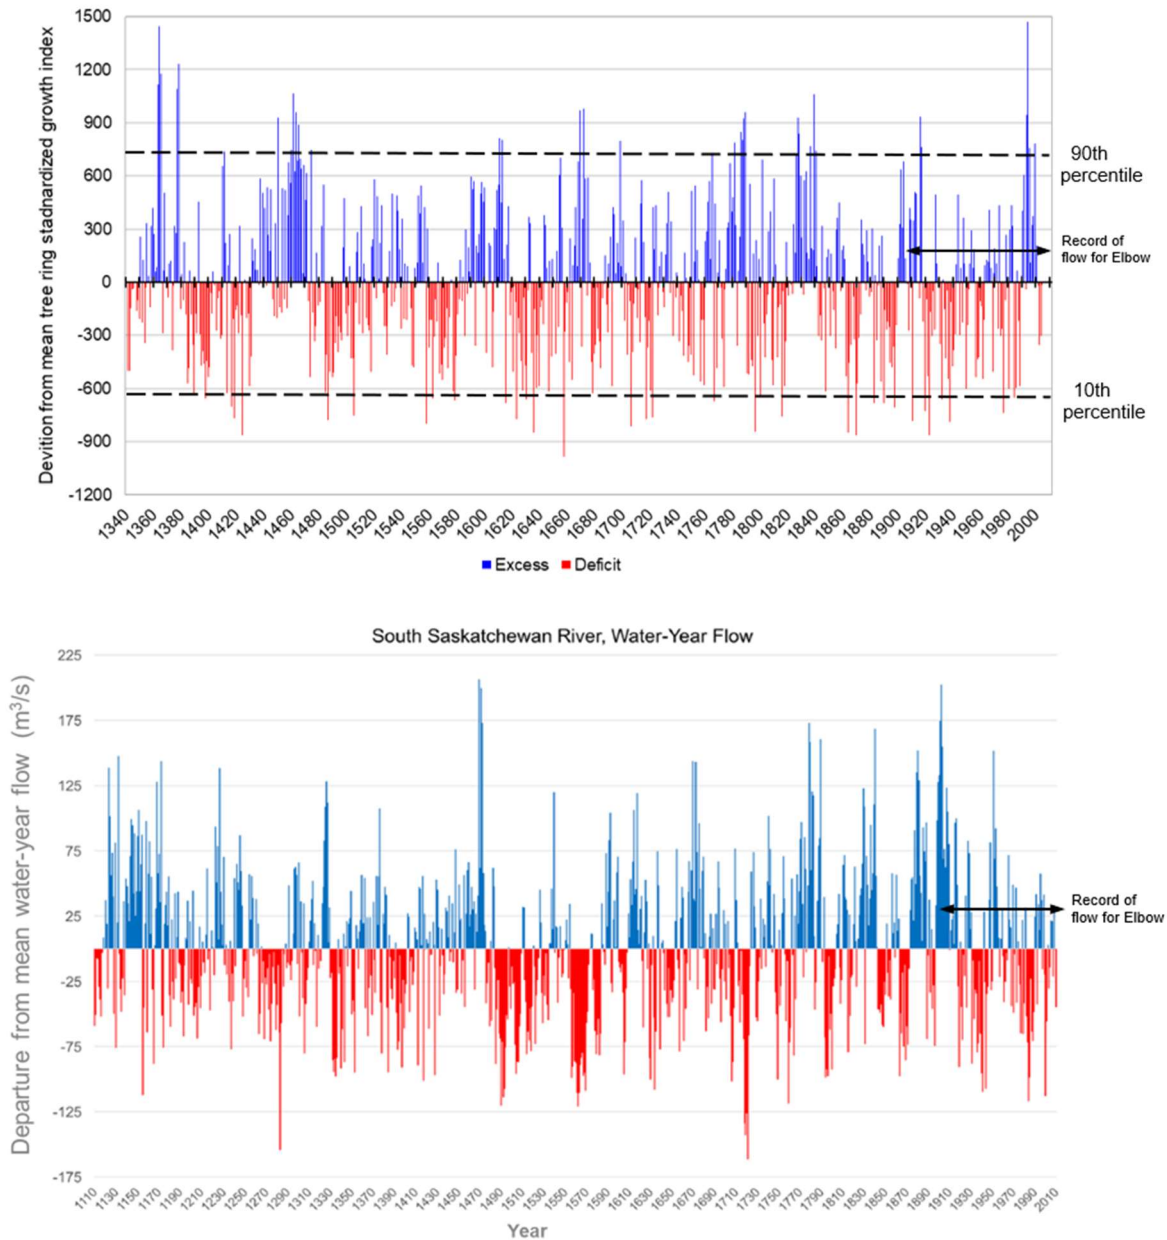 Devition from mean tree ring stadnardized growth index
1500
1200
900
600
300
0
-300
-600
-900
-1200
90th
percentile
Record of
flow for Elbow
10th
percentile
1340 1360 1380 1400 1420 1440 1460 1480 1500 1520 1540 1560 1580 1600 1620 1640 1660 1680 1700 1720 1740 1760 1780 1800 1820 1840 1860 1880 1900 1920 1940 1960 1980 2000
Excess Deficit
South Saskatchewan River, Water-Year Flow
Departure from mean water-year flow (m³/s)
225
175
125
75
25
-25
-75
-125
-175
Record of
flow for Elbow
1110 1130 1150 1170 1190 1210 1230 1250 1270 1290 1310 1330 1350 1370 1390 1410 1430 1450 1470 1490 1510 1530 1550 1570 1590 1610 1630 1650 1670 1690 1710 1730 1750 1770 1790 1810 1830 1850 1870 1890 1910 1930 1950 1970 1990 2010
Year